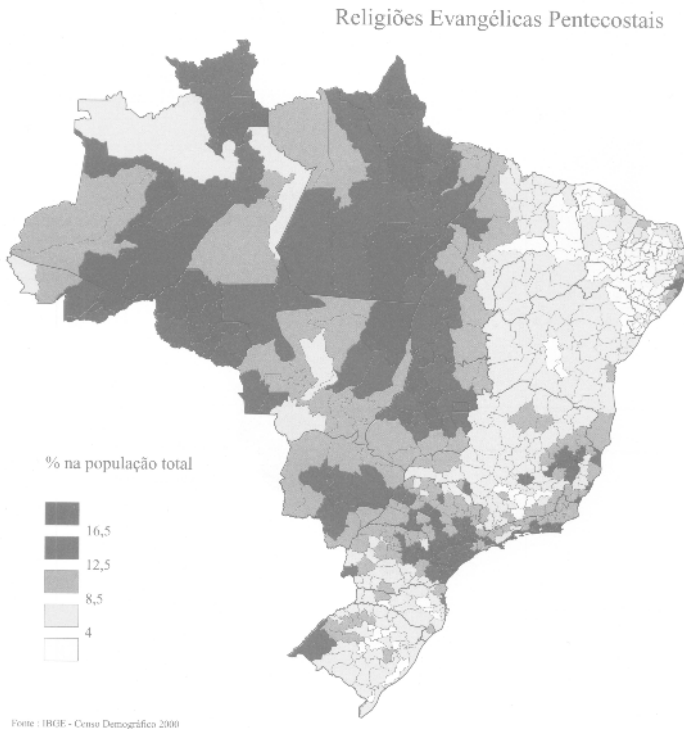 Religiões Evangélicas Pentecostais
% na população total
16,5
12,5
8,5
4
Fonte : IBGE - Censo Demográfico 2000